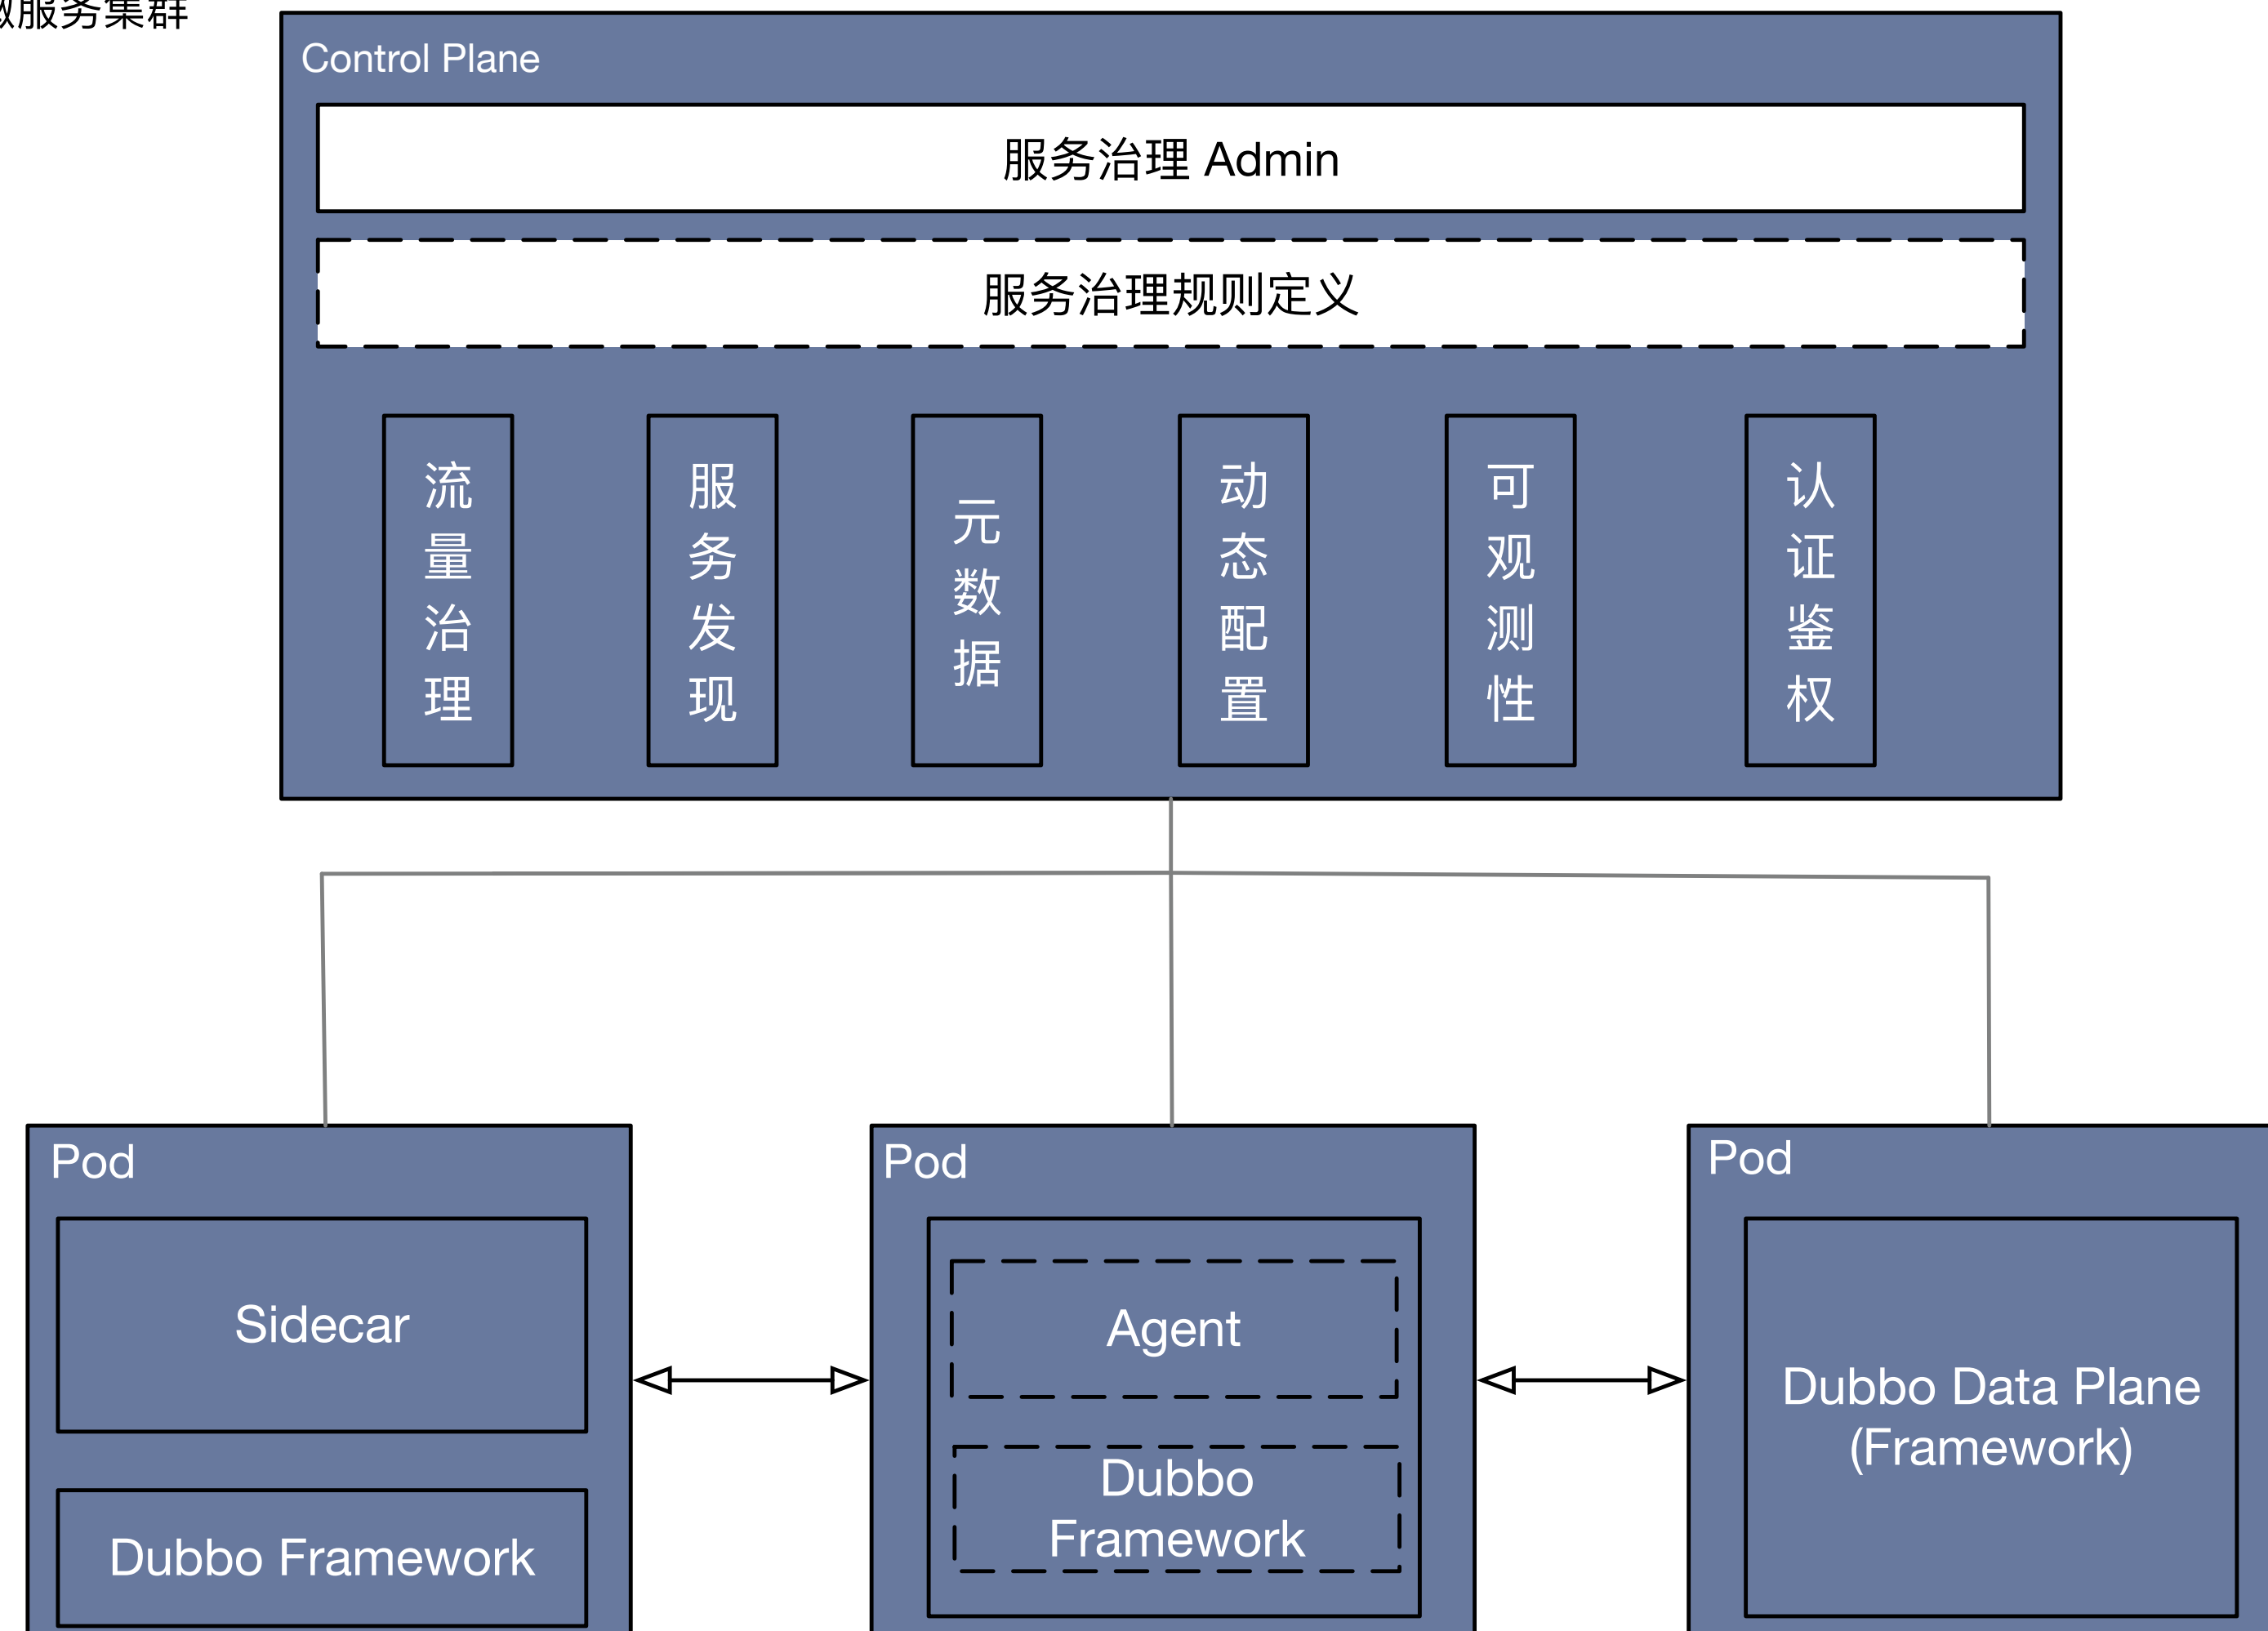 服务集群
Control Plane
服务治理 Admin
服务治理规则定义
流量治理
服务发现
元数据
动态配置
可观测性
认证鉴权
Pod
Sidecar
Dubbo Framework
Pod
Agent
Dubbo
Framework
Pod
Dubbo Data Plane
(Framework)